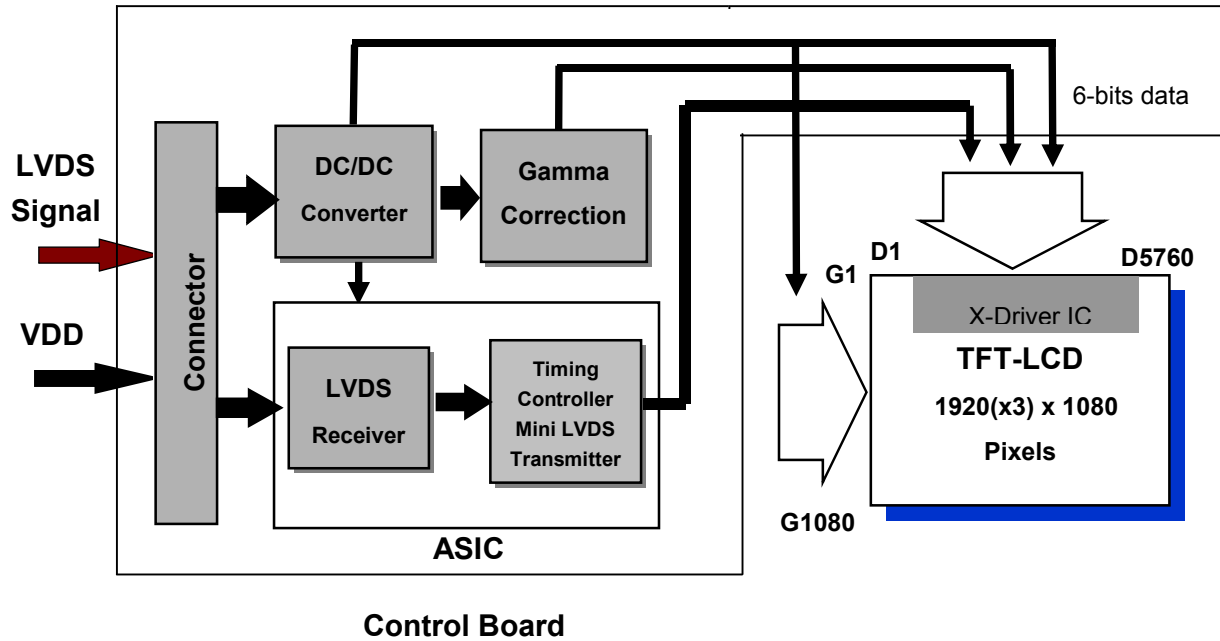 6-bits data
LVDS
Signal
VDD
Connector
DC/DC
Converter
Gamma
Correction
LVDS
Receiver
Timing
Controller
Mini LVDS
Transmitter
ASIC
D1
D5760
G1
G1080
X-Driver IC
TFT-LCD
1920(x3) x 1080
Pixels
Control Board